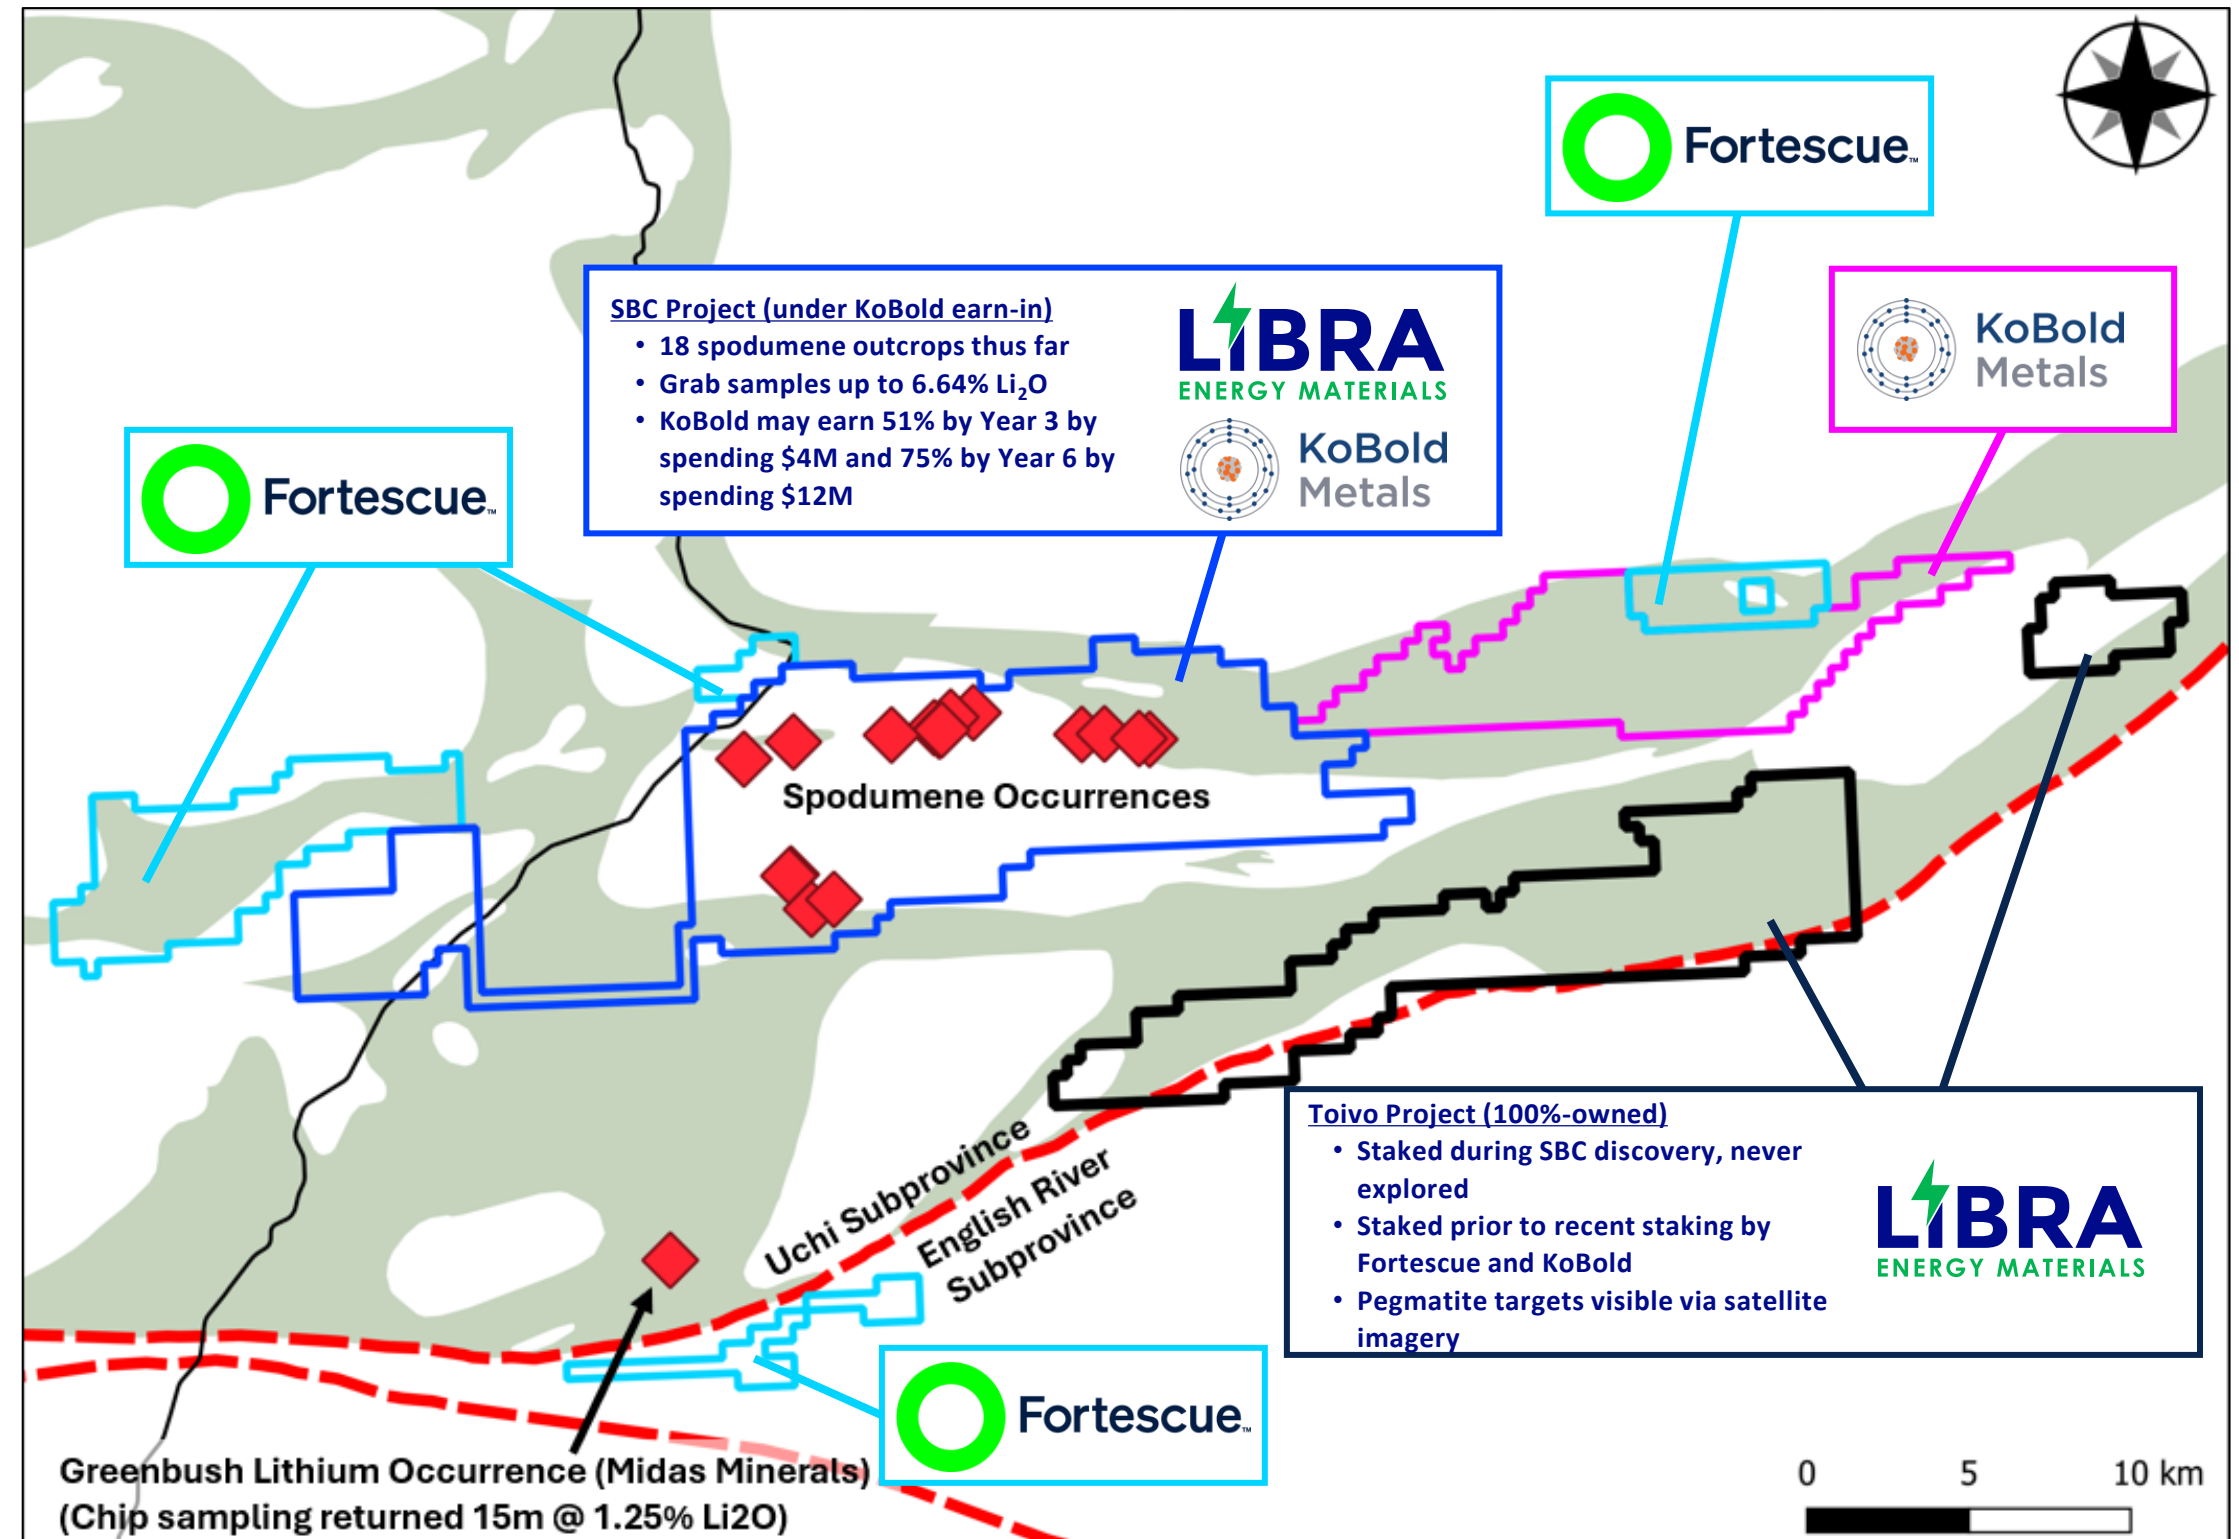 Fortescue™
SBC Project (under KoBold earn-in)
• 18 spodumene outcrops thus far
• Grab samples up to 6.64% Li₂O
• KoBold may earn 51% by Year 3 by
spending $4M and 75% by Year 6 by
spending $12M
LIBRA
ENERGY MATERIALS
KoBold
Metals
KoBold
Metals
Fortescue™
Spodumene Occurrences
Uchi Subprovince
English River
Subprovince
Toivo Project (100%-owned)
• Staked during SBC discovery, never
explored
• Staked prior to recent staking by
Fortescue and KoBold
• Pegmatite targets visible via satellite
imagery
LIBRA
ENERGY MATERIALS
Fortescue™
Greenbush Lithium Occurrence (Midas Minerals)
(Chip sampling returned 15m @ 1.25% Li2O)
0 5 10 km